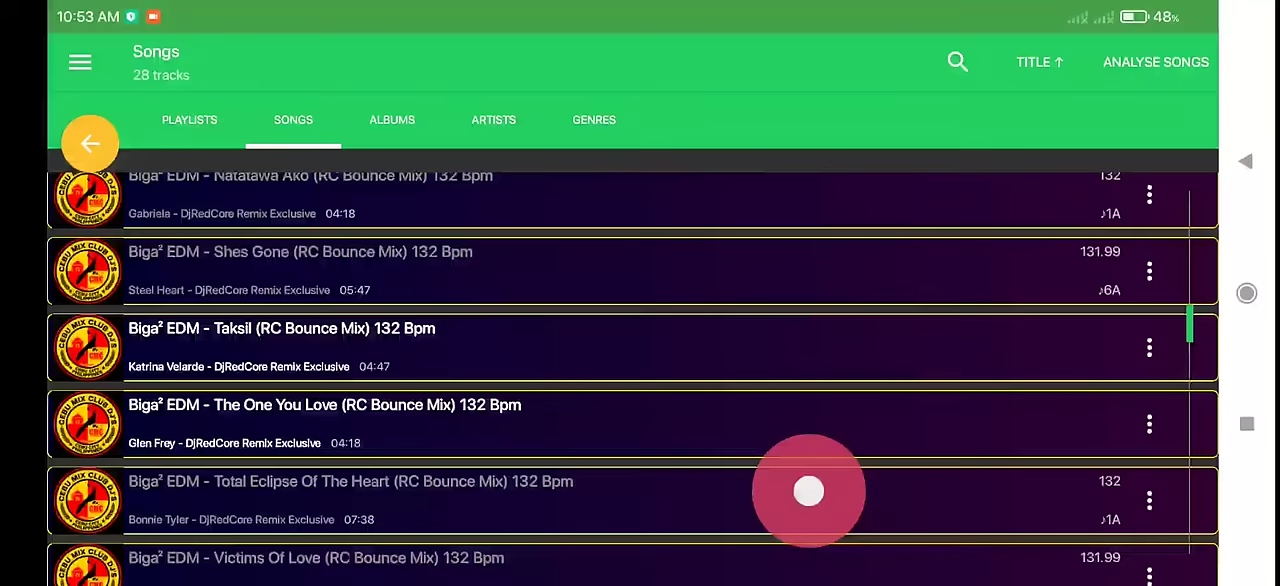 10:53 AM 48%
Songs
28 tracks
TITLE ↑ ANALYSE SONGS
PLAYLISTS SONGS ALBUMS ARTISTS GENRES
Biga² EDM - Natatawa Ako (RC Bounce Mix) 132 Bpm 132
Gabriela - DjRedCore Remix Exclusive 04:18 ♪1A
Biga² EDM - Shes Gone (RC Bounce Mix) 132 Bpm 131.99
Steel Heart - DjRedCore Remix Exclusive 05:47 ♪6A
Biga² EDM - Taksil (RC Bounce Mix) 132 Bpm
Katrina Velarde - DjRedCore Remix Exclusive 04:47
Biga² EDM - The One You Love (RC Bounce Mix) 132 Bpm
Glen Frey - DjRedCore Remix Exclusive 04:18
Biga² EDM - Total Eclipse Of The Heart (RC Bounce Mix) 132 Bpm 132
Bonnie Tyler - DjRedCore Remix Exclusive 07:38 ♪1A
Biga² EDM - Victims Of Love (RC Bounce Mix) 132 Bpm 131.99